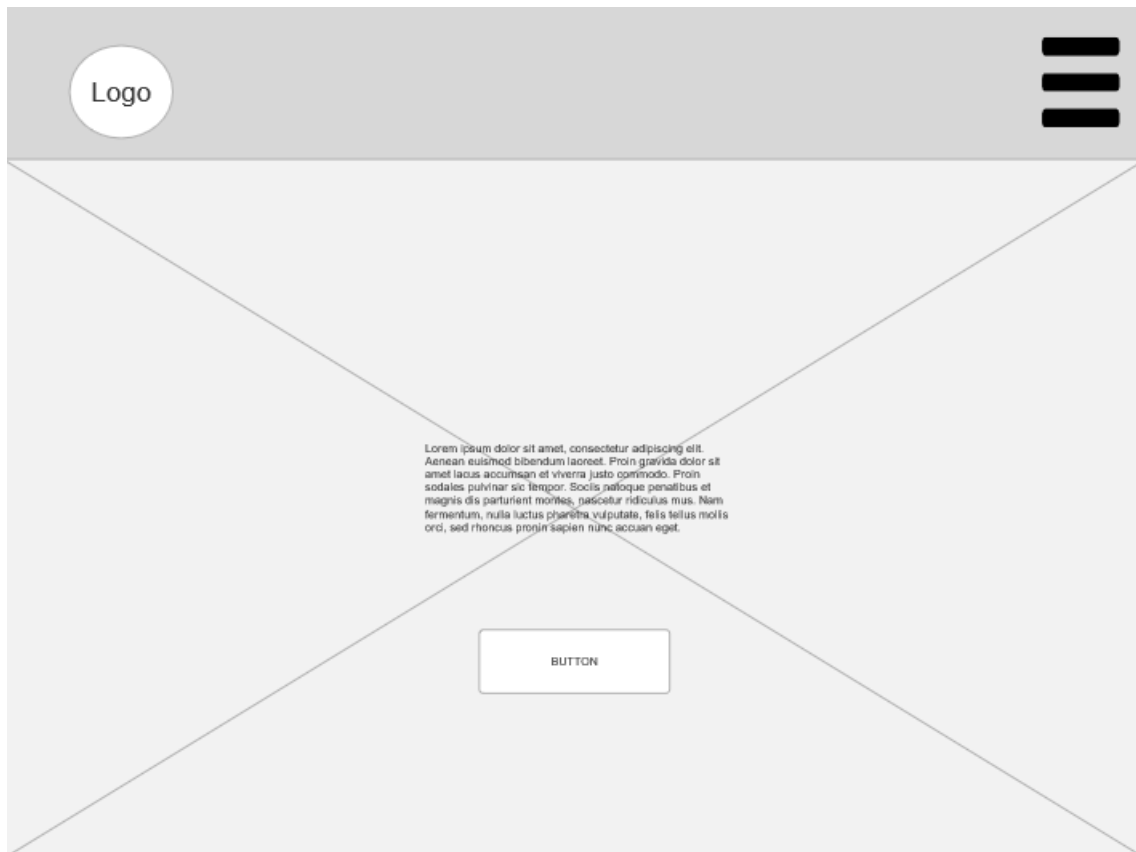 Logo
Lorem ipsum dolor sit amet, consectetur adipiscing elit.
Aenean euismod bibendum laoreet. Proin gravida dolor sit
amet lacus accumsan et viverra justo commodo. Proin
sodales pulvinar sic tempor. Sociis natoque penatibus et
magnis dis parturient montes, nascetur ridiculus mus. Nam
fermentum, nulla luctus pharetra vulputate, felis tellus mollis
orci, sed rhoncus pronin sapien nunc accuan eget.
BUTTON